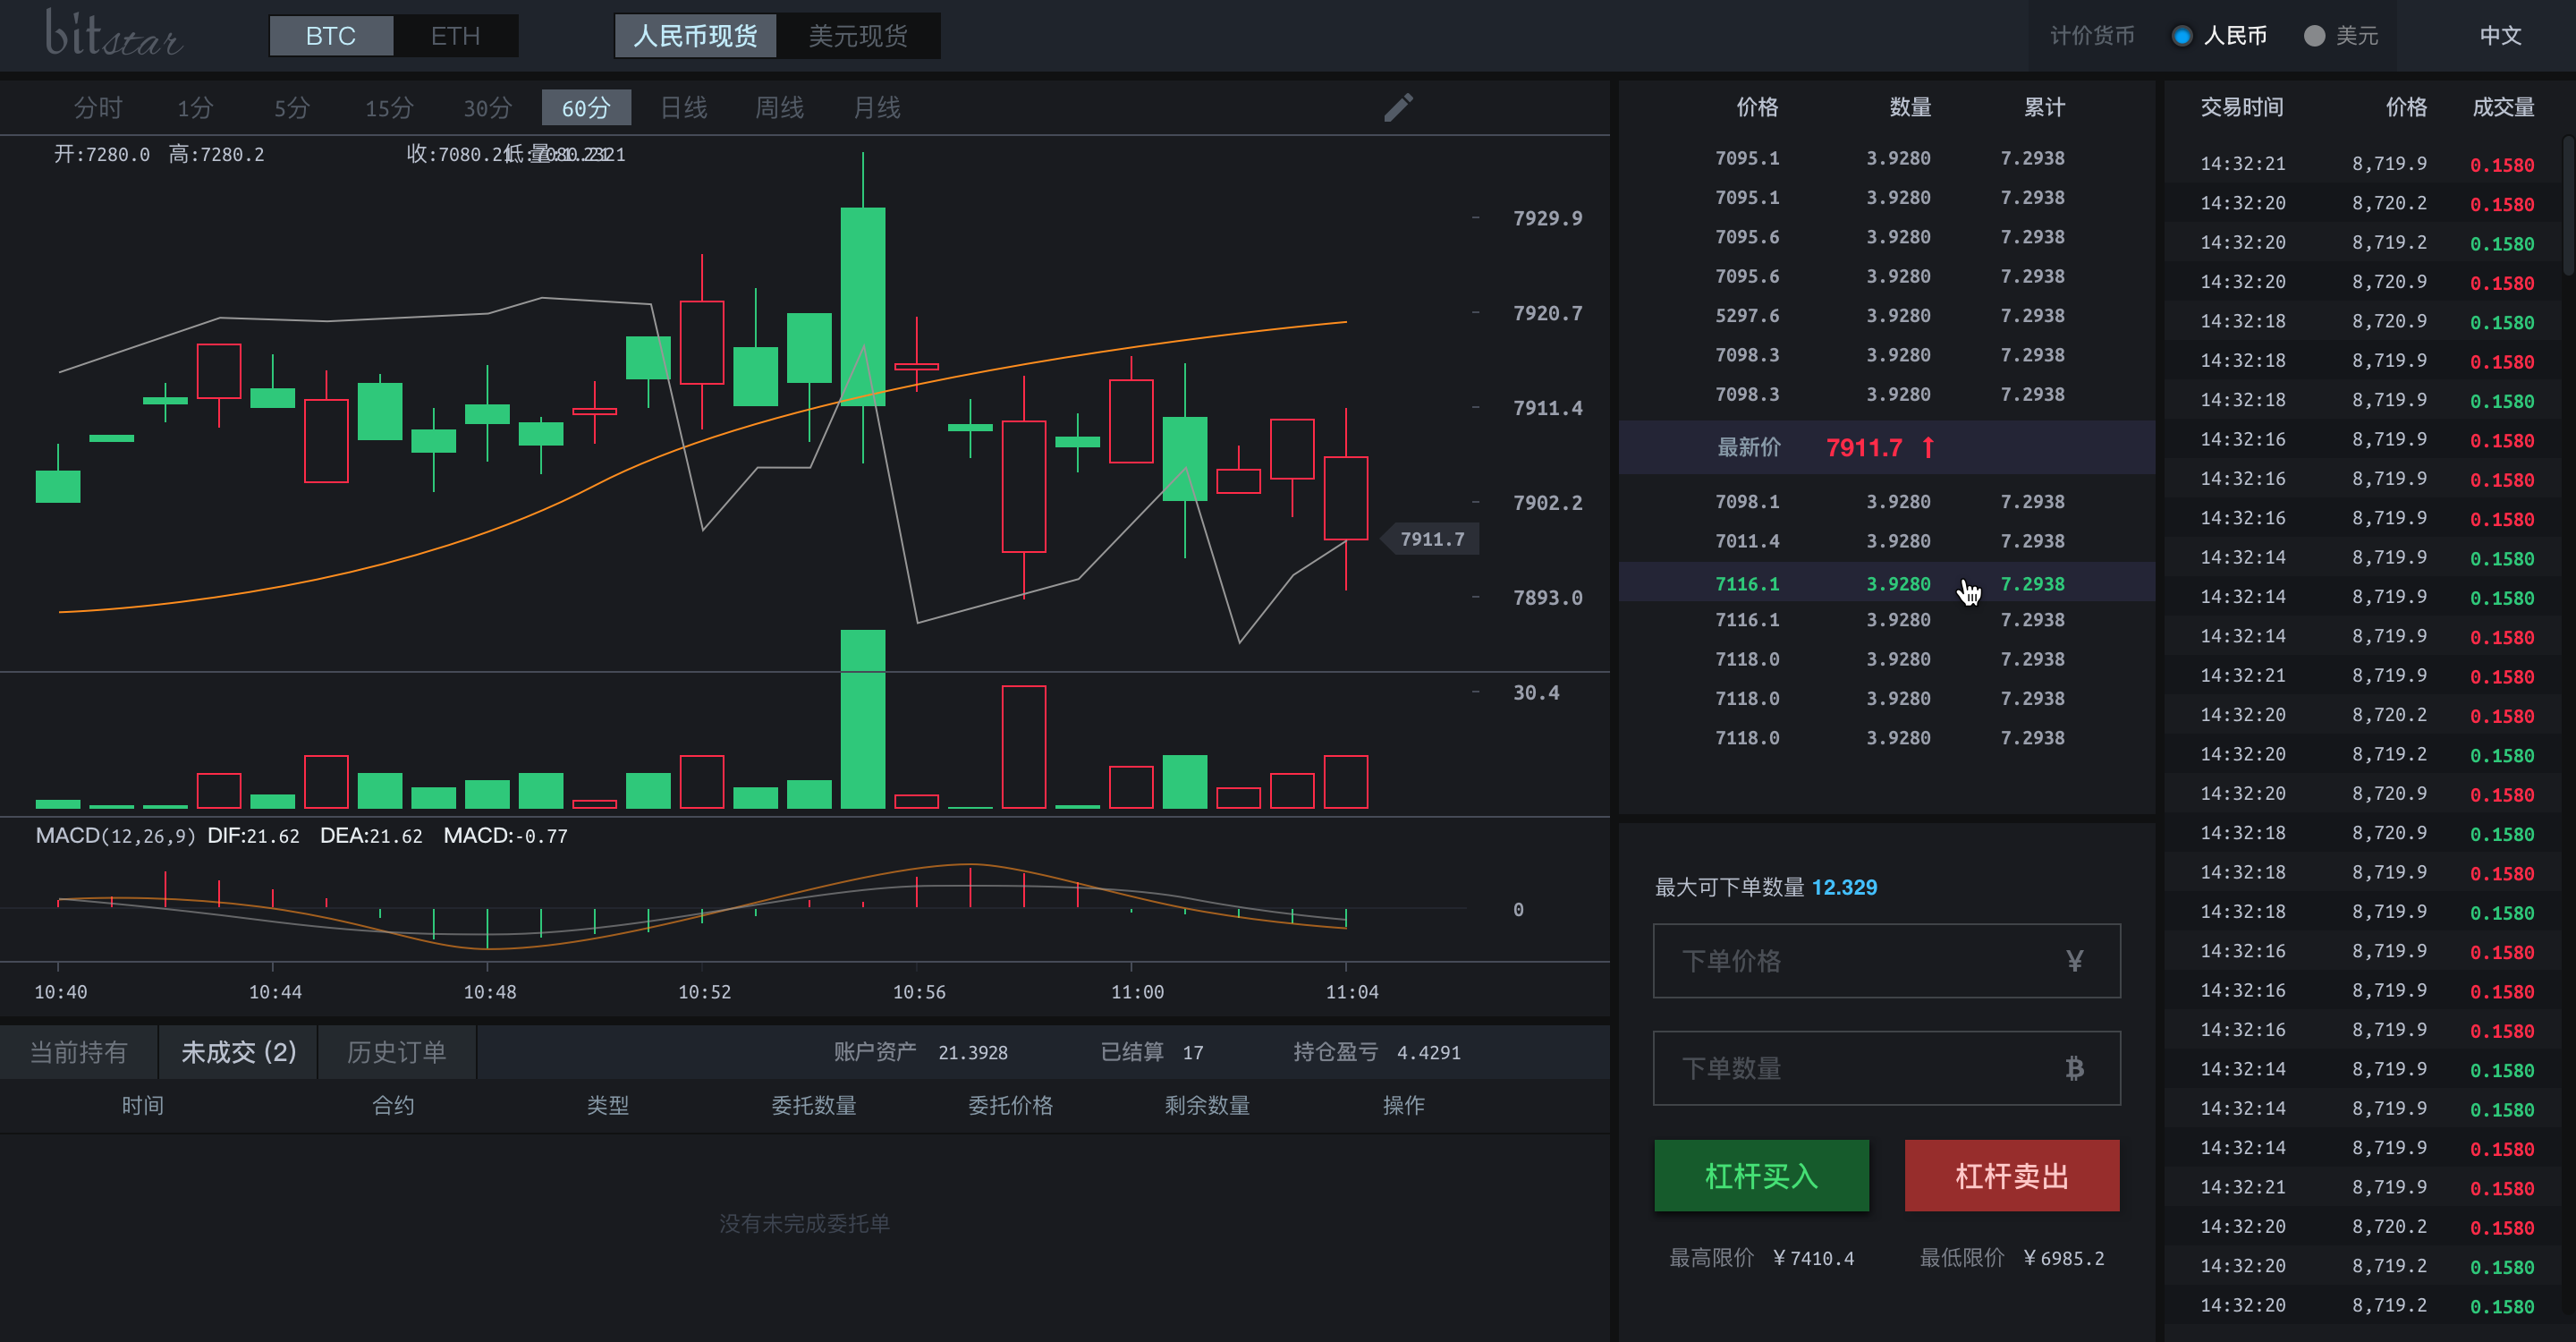 bitstar BTC ETH 人民币现货 美元现货 计价货币 人民币 美元 中文
分时 1分 5分 15分 30分 60分 日线 周线 月线
开:7280.0 高:7280.2 收:7080.21
7929.9
7920.7
7911.4
7902.2
7911.7
7893.0
30.4
MACD(12,26,9) DIF:21.62 DEA:21.62 MACD:-0.77
0
10:40 10:44 10:48 10:52 10:56 11:00 11:04
当前持有 未成交 (2) 历史订单 账户资产 21.3928 已结算 17 持仓盈亏 4.4291
时间 合约 类型 委托数量 委托价格 剩余数量 操作
没有未完成委托单
价格 数量 累计
7095.1 3.9280 7.2938
7095.1 3.9280 7.2938
7095.6 3.9280 7.2938
7095.6 3.9280 7.2938
5297.6 3.9280 7.2938
7098.3 3.9280 7.2938
7098.3 3.9280 7.2938
最新价 7911.7 ↑
7098.1 3.9280 7.2938
7011.4 3.9280 7.2938
7116.1 3.9280 7.2938
7116.1 3.9280 7.2938
7118.0 3.9280 7.2938
7118.0 3.9280 7.2938
7118.0 3.9280 7.2938
最大可下单数量 12.329
下单价格 ¥
下单数量 ₿
杠杆买入 杠杆卖出
最高限价 ¥7410.4 最低限价 ¥6985.2
交易时间 价格 成交量
14:32:21 8,719.9 0.1580
14:32:20 8,720.2 0.1580
14:32:20 8,719.2 0.1580
14:32:20 8,720.9 0.1580
14:32:18 8,720.9 0.1580
14:32:18 8,719.9 0.1580
14:32:18 8,719.9 0.1580
14:32:16 8,719.9 0.1580
14:32:16 8,719.9 0.1580
14:32:16 8,719.9 0.1580
14:32:14 8,719.9 0.1580
14:32:14 8,719.9 0.1580
14:32:14 8,719.9 0.1580
14:32:21 8,719.9 0.1580
14:32:20 8,720.2 0.1580
14:32:20 8,719.2 0.1580
14:32:20 8,720.9 0.1580
14:32:18 8,720.9 0.1580
14:32:18 8,719.9 0.1580
14:32:18 8,719.9 0.1580
14:32:16 8,719.9 0.1580
14:32:16 8,719.9 0.1580
14:32:16 8,719.9 0.1580
14:32:14 8,719.9 0.1580
14:32:14 8,719.9 0.1580
14:32:14 8,719.9 0.1580
14:32:21 8,719.9 0.1580
14:32:20 8,720.2 0.1580
14:32:20 8,719.2 0.1580
14:32:20 8,719.2 0.1580